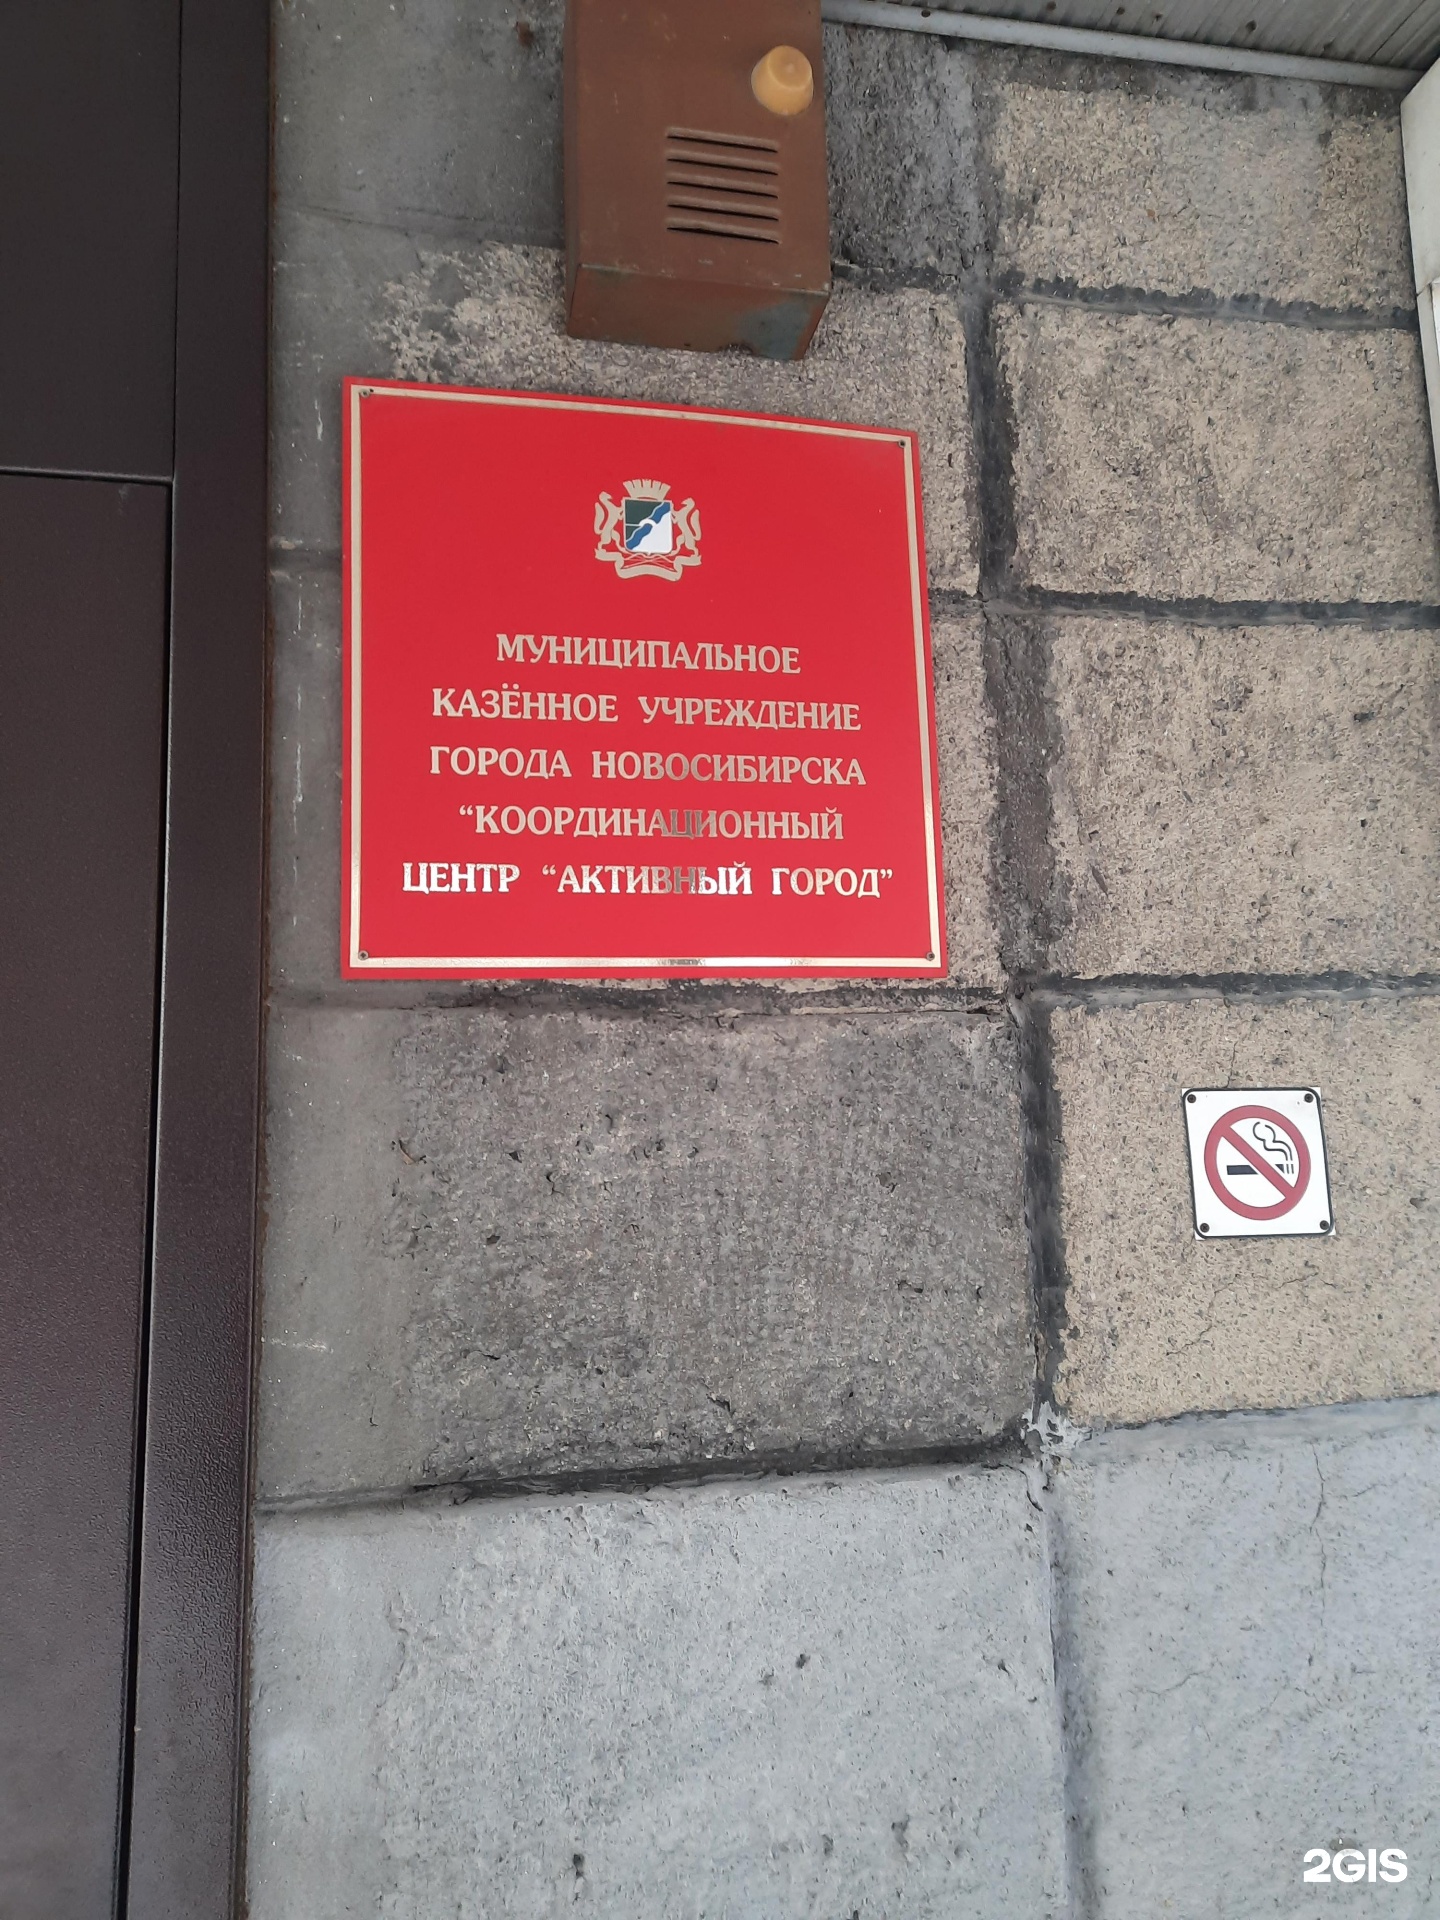 МУНИЦИПАЛЬНОЕ
КАЗЁННОЕ УЧРЕЖДЕНИЕ
ГОРОДА НОВОСИБИРСКА
“КООРДИНАЦИОННЫЙ
ЦЕНТР “АКТИВНЫЙ ГОРОД”
2GIS